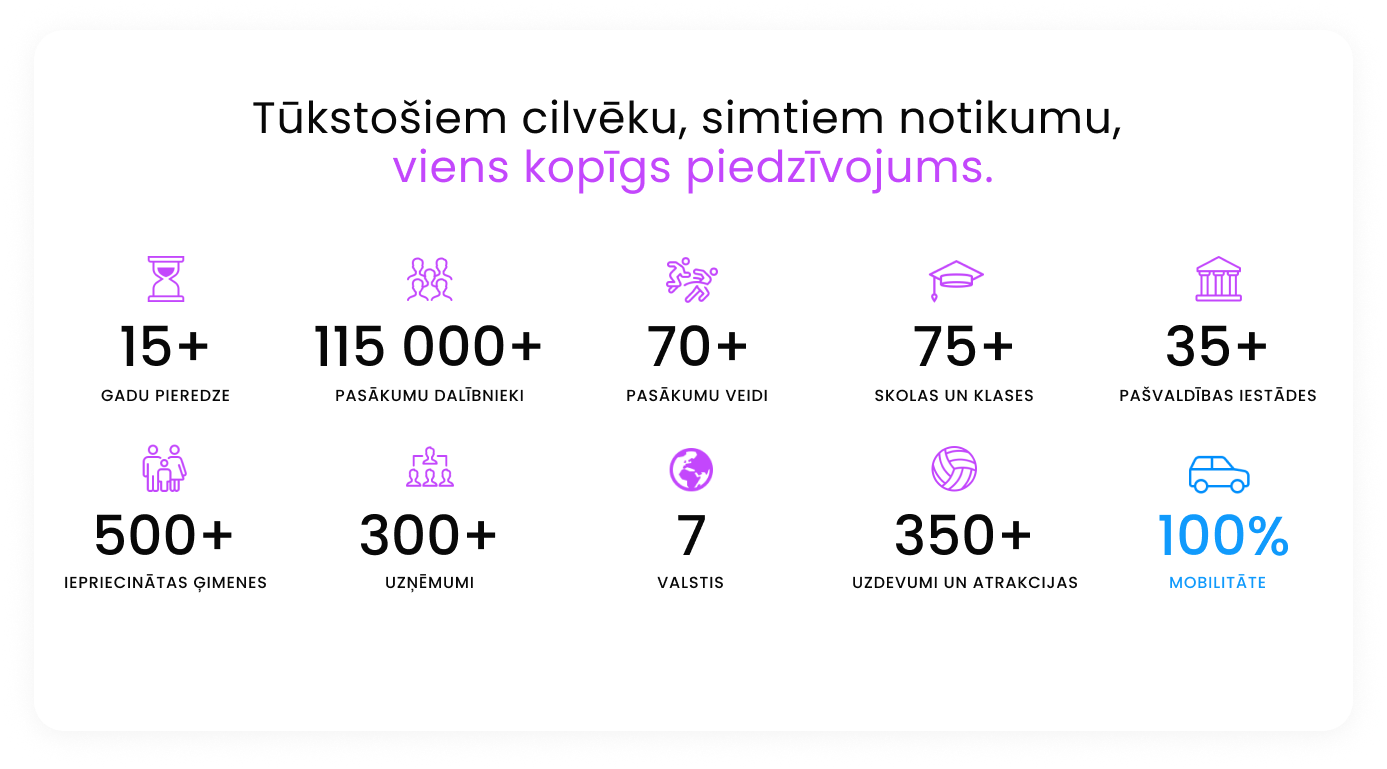 Tūkstošiem cilvēku, simtiem notikumu,
viens kopīgs piedzīvojums.
15+ 115 000+ 70+ 75+ 35+
GADU PIEREDZE PASĀKUMU DALĪBNIEKI PASĀKUMU VEIDI SKOLAS UN KLASES PAŠVALDĪBAS IESTĀDES
500+ 300+ 7 350+ 100%
IEPRIECINĀTAS ĢIMENES UZŅĒMUMI VALSTIS UZDEVUMI UN ATRAKCIJAS MOBILITĀTE